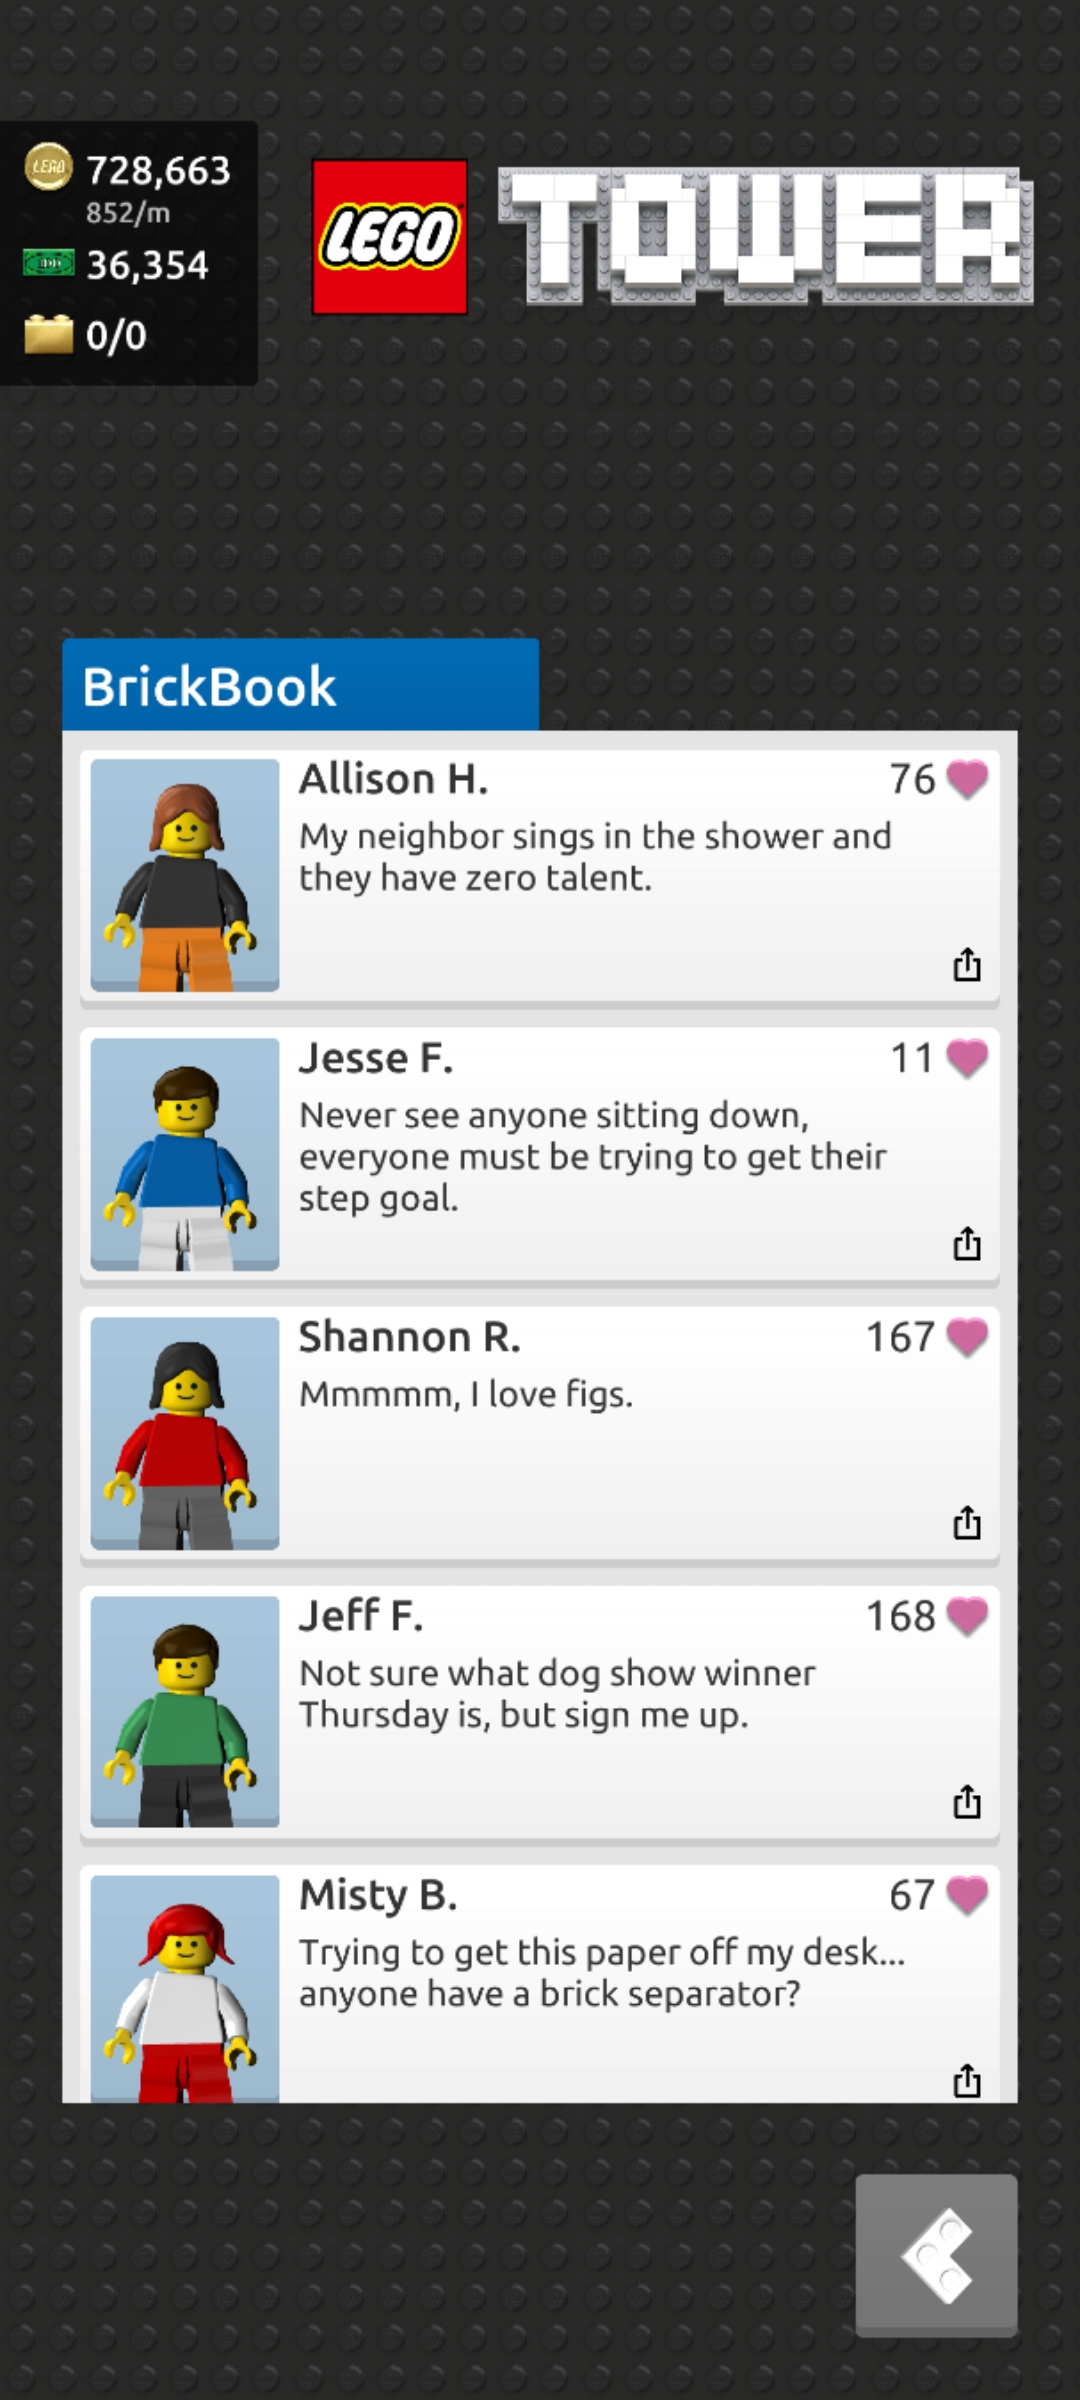 LEGO
728,663
852/m
36,354
0/0
LEGO
TOWER
BrickBook
Allison H.
76
My neighbor sings in the shower and
they have zero talent.
Jesse F.
11
Never see anyone sitting down,
everyone must be trying to get their
step goal.
Shannon R.
167
Mmmmm, I love figs.
Jeff F.
168
Not sure what dog show winner
Thursday is, but sign me up.
Misty B.
67
Trying to get this paper off my desk...
anyone have a brick separator?